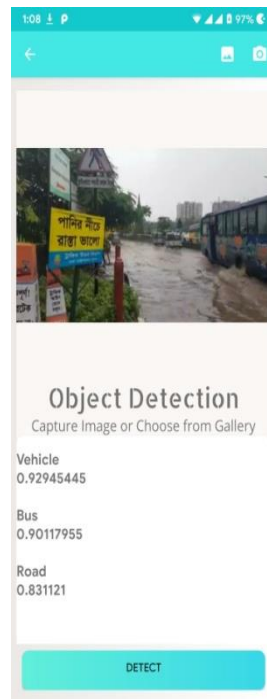 1:08
97%
পানির নীচে
রাস্তা ভালো
Object Detection
Capture Image or Choose from Gallery
Vehicle
0.92945445
Bus
0.90117955
Road
0.831121
DETECT